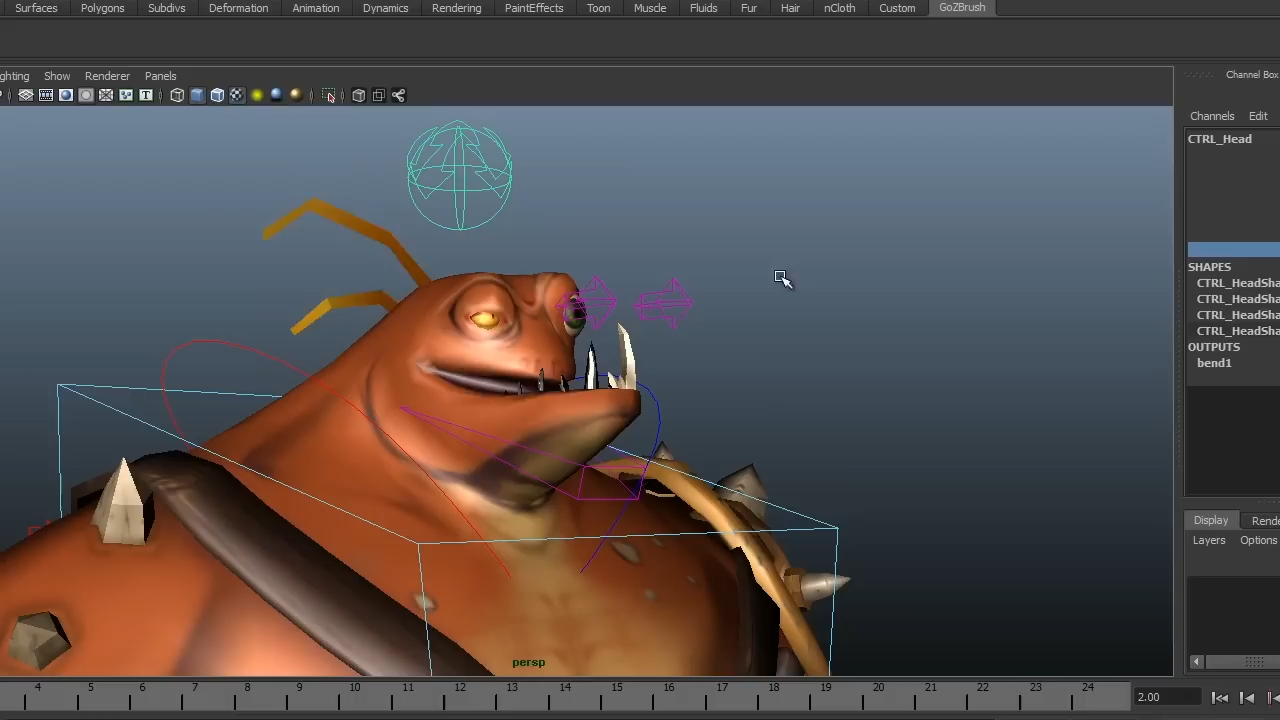 Surfaces Polygons Subdivs Deformation Animation Dynamics Rendering PaintEffects Toon Muscle Fluids Fur Hair nCloth Custom GoZBrush
ghting Show Renderer Panels
Channel Box
T
Channels Edit
CTRL_Head
SHAPES
CTRL_HeadSha
CTRL_HeadSha
CTRL_HeadSha
CTRL_HeadSha
OUTPUTS
bend1
Display Rende
Layers Options
persp
4 5 6 7 8 9 10 11 12 13 14 15 16 17 18 19 20 21 22 23 24
2.00